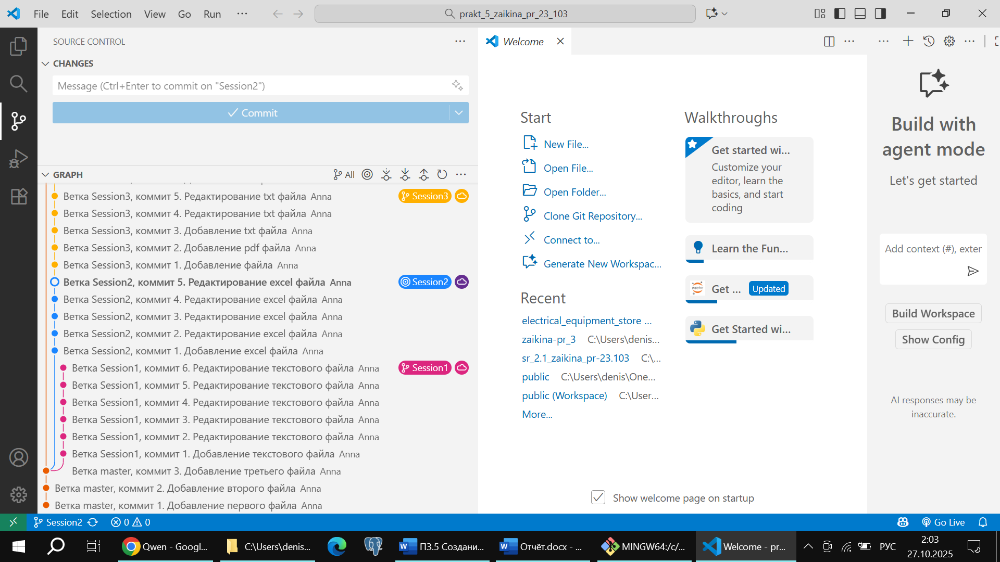 File Edit Selection View Go Run
prakt_5_zaikina_pr_23_103
SOURCE CONTROL
CHANGES
Message (Ctrl+Enter to commit on "Session2")
Commit
GRAPH
All
Ветка Session3, коммит 5. Редактирование txt файла Anna Session3
Ветка Session3, коммит 4. Редактирование txt файла Anna
Ветка Session3, коммит 3. Добавление txt файла Anna
Ветка Session3, коммит 2. Добавление pdf файла Anna
Ветка Session3, коммит 1. Добавление файла Anna
Ветка Session2, коммит 5. Редактирование excel файла Anna Session2
Ветка Session2, коммит 4. Редактирование excel файла Anna
Ветка Session2, коммит 3. Редактирование excel файла Anna
Ветка Session2, коммит 2. Редактирование excel файла Anna
Ветка Session2, коммит 1. Добавление excel файла Anna
Ветка Session1, коммит 6. Редактирование текстового файла Anna Session1
Ветка Session1, коммит 5. Редактирование текстового файла Anna
Ветка Session1, коммит 4. Редактирование текстового файла Anna
Ветка Session1, коммит 3. Редактирование текстового файла Anna
Ветка Session1, коммит 2. Редактирование текстового файла Anna
Ветка Session1, коммит 1. Добавление текстового файла Anna
Ветка master, коммит 3. Добавление третьего файла Anna
Ветка master, коммит 2. Добавление второго файла Anna
Ветка master, коммит 1. Добавление первого файла Anna
Welcome
Start
New File...
Open File...
Open Folder...
Clone Git Repository...
Connect to...
Generate New Workspac...
Recent
electrical_equipment_store ...
zaikina-pr_3 C:\Users\denis...
sr_2.1_zaikina_pr-23.103 C:\...
public C:\Users\denis\One...
public (Workspace) C:\User...
More...
Walkthroughs
Get started wi...
Customize your
editor, learn the
basics, and start
coding
Learn the Fun...
jupyter
Get ... Updated
Get Started wi...
Show welcome page on startup
Build with
agent mode
Let's get started
Add context (#), exter
Build Workspace
Show Config
AI responses may be
inaccurate.
Session2 0 0 Go Live
Qwen - Googl...
C:\Users\denis...
ПЗ.5 Создани...
Отчёт.docx - ...
MINGW64:/c/...
Welcome - pr...
РУС
2:03
27.10.2025